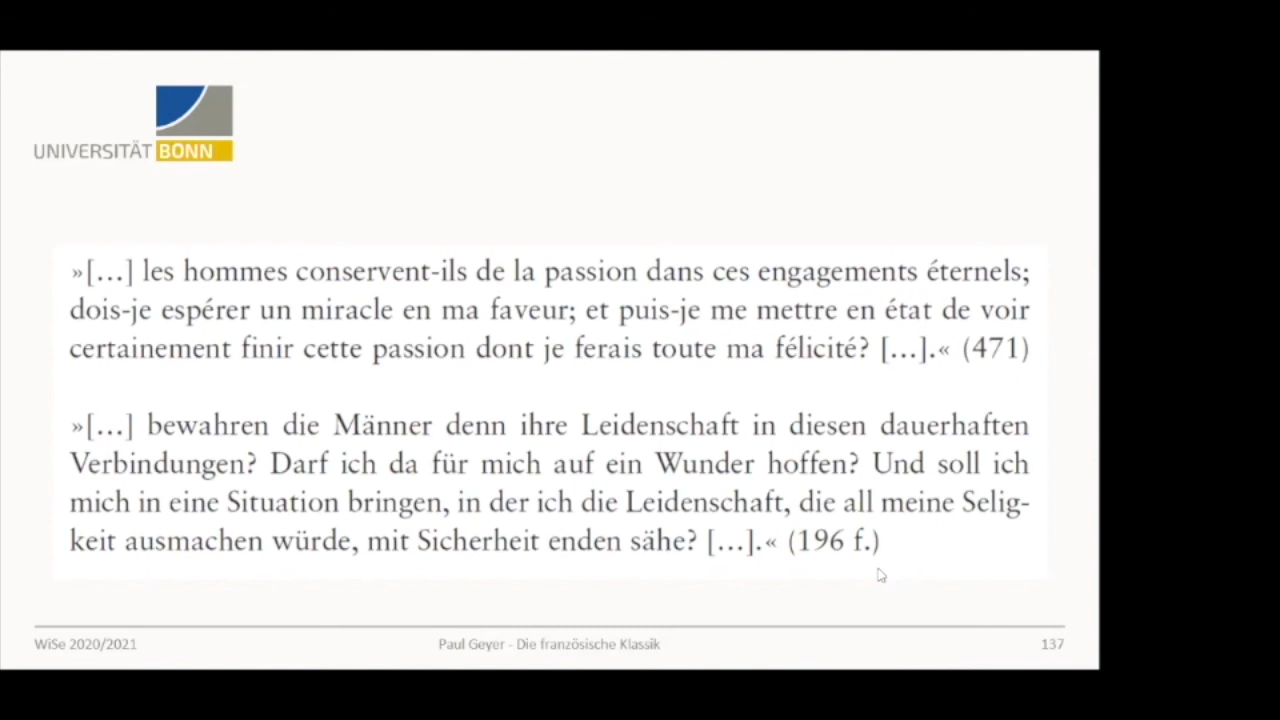 UNIVERSITÄT BONN
»[…] les hommes conservent-ils de la passion dans ces engagements éternels;
dois-je espérer un miracle en ma faveur; et puis-je me mettre en état de voir
certainement finir cette passion dont je ferais toute ma félicité? […].« (471)
»[…] bewahren die Männer denn ihre Leidenschaft in diesen dauerhaften
Verbindungen? Darf ich da für mich auf ein Wunder hoffen? Und soll ich
mich in eine Situation bringen, in der ich die Leidenschaft, die all meine Selig-
keit ausmachen würde, mit Sicherheit enden sähe? […].« (196 f.)
WiSe 2020/2021 Paul Geyer - Die französische Klassik 137